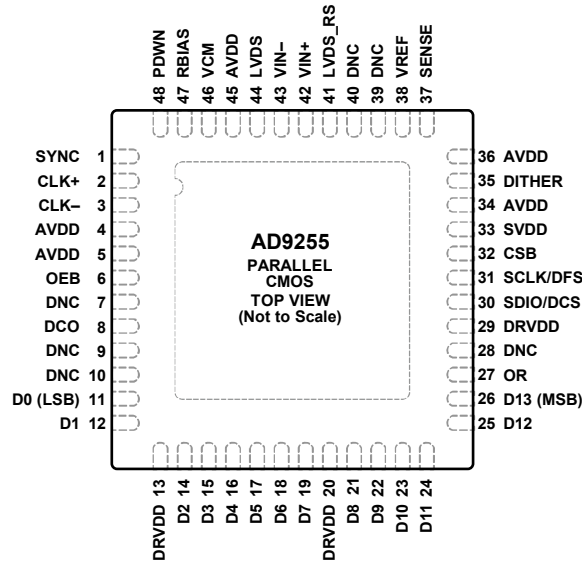 48 PDWN
47 RBIAS
46 VCM
45 AVDD
44 LVDS
43 VIN–
42 VIN+
41 LVDS_RS
40 DNC
39 DNC
38 VREF
37 SENSE
SYNC 1
CLK+ 2
CLK– 3
AVDD 4
AVDD 5
OEB 6
DNC 7
DCO 8
DNC 9
DNC 10
D0 (LSB) 11
D1 12
AD9255
PARALLEL
CMOS
TOP VIEW
(Not to Scale)
36 AVDD
35 DITHER
34 AVDD
33 SVDD
32 CSB
31 SCLK/DFS
30 SDIO/DCS
29 DRVDD
28 DNC
27 OR
26 D13 (MSB)
25 D12
DRVDD 13
D2 14
D3 15
D4 16
D5 17
D6 18
D7 19
DRVDD 20
D8 21
D9 22
D10 23
D11 24